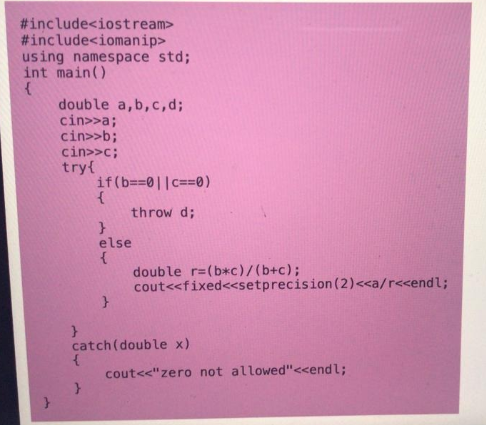 #include<iostream>
#include<iomanip>
using namespace std;
int main()
{
    double a,b,c,d;
    cin>>a;
    cin>>b;
    cin>>c;
    try{
        if(b==0||c==0)
        {
            throw d;
        }
        else
        {
            double r=(b*c)/(b+c);
            cout<<fixed<<setprecision(2)<<a/r<<endl;
        }

    }
    catch(double x)
    {
        cout<<"zero not allowed"<<endl;
    }
}